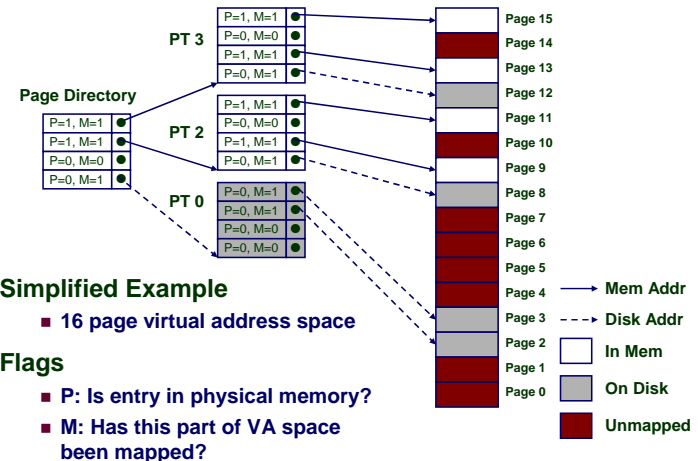 Page Directory
P=1, M=1
P=1, M=1
P=0, M=0
P=0, M=1
PT 3
P=1, M=1
P=0, M=0
P=1, M=1
P=0, M=1
PT 2
P=1, M=1
P=0, M=0
P=1, M=1
P=0, M=1
PT 0
P=0, M=1
P=0, M=1
P=0, M=0
P=0, M=0
Page 15
Page 14
Page 13
Page 12
Page 11
Page 10
Page 9
Page 8
Page 7
Page 6
Page 5
Page 4
Page 3
Page 2
Page 1
Page 0
Mem Addr
Disk Addr
In Mem
On Disk
Unmapped
Simplified Example
16 page virtual address space
Flags
P: Is entry in physical memory?
M: Has this part of VA space
been mapped?